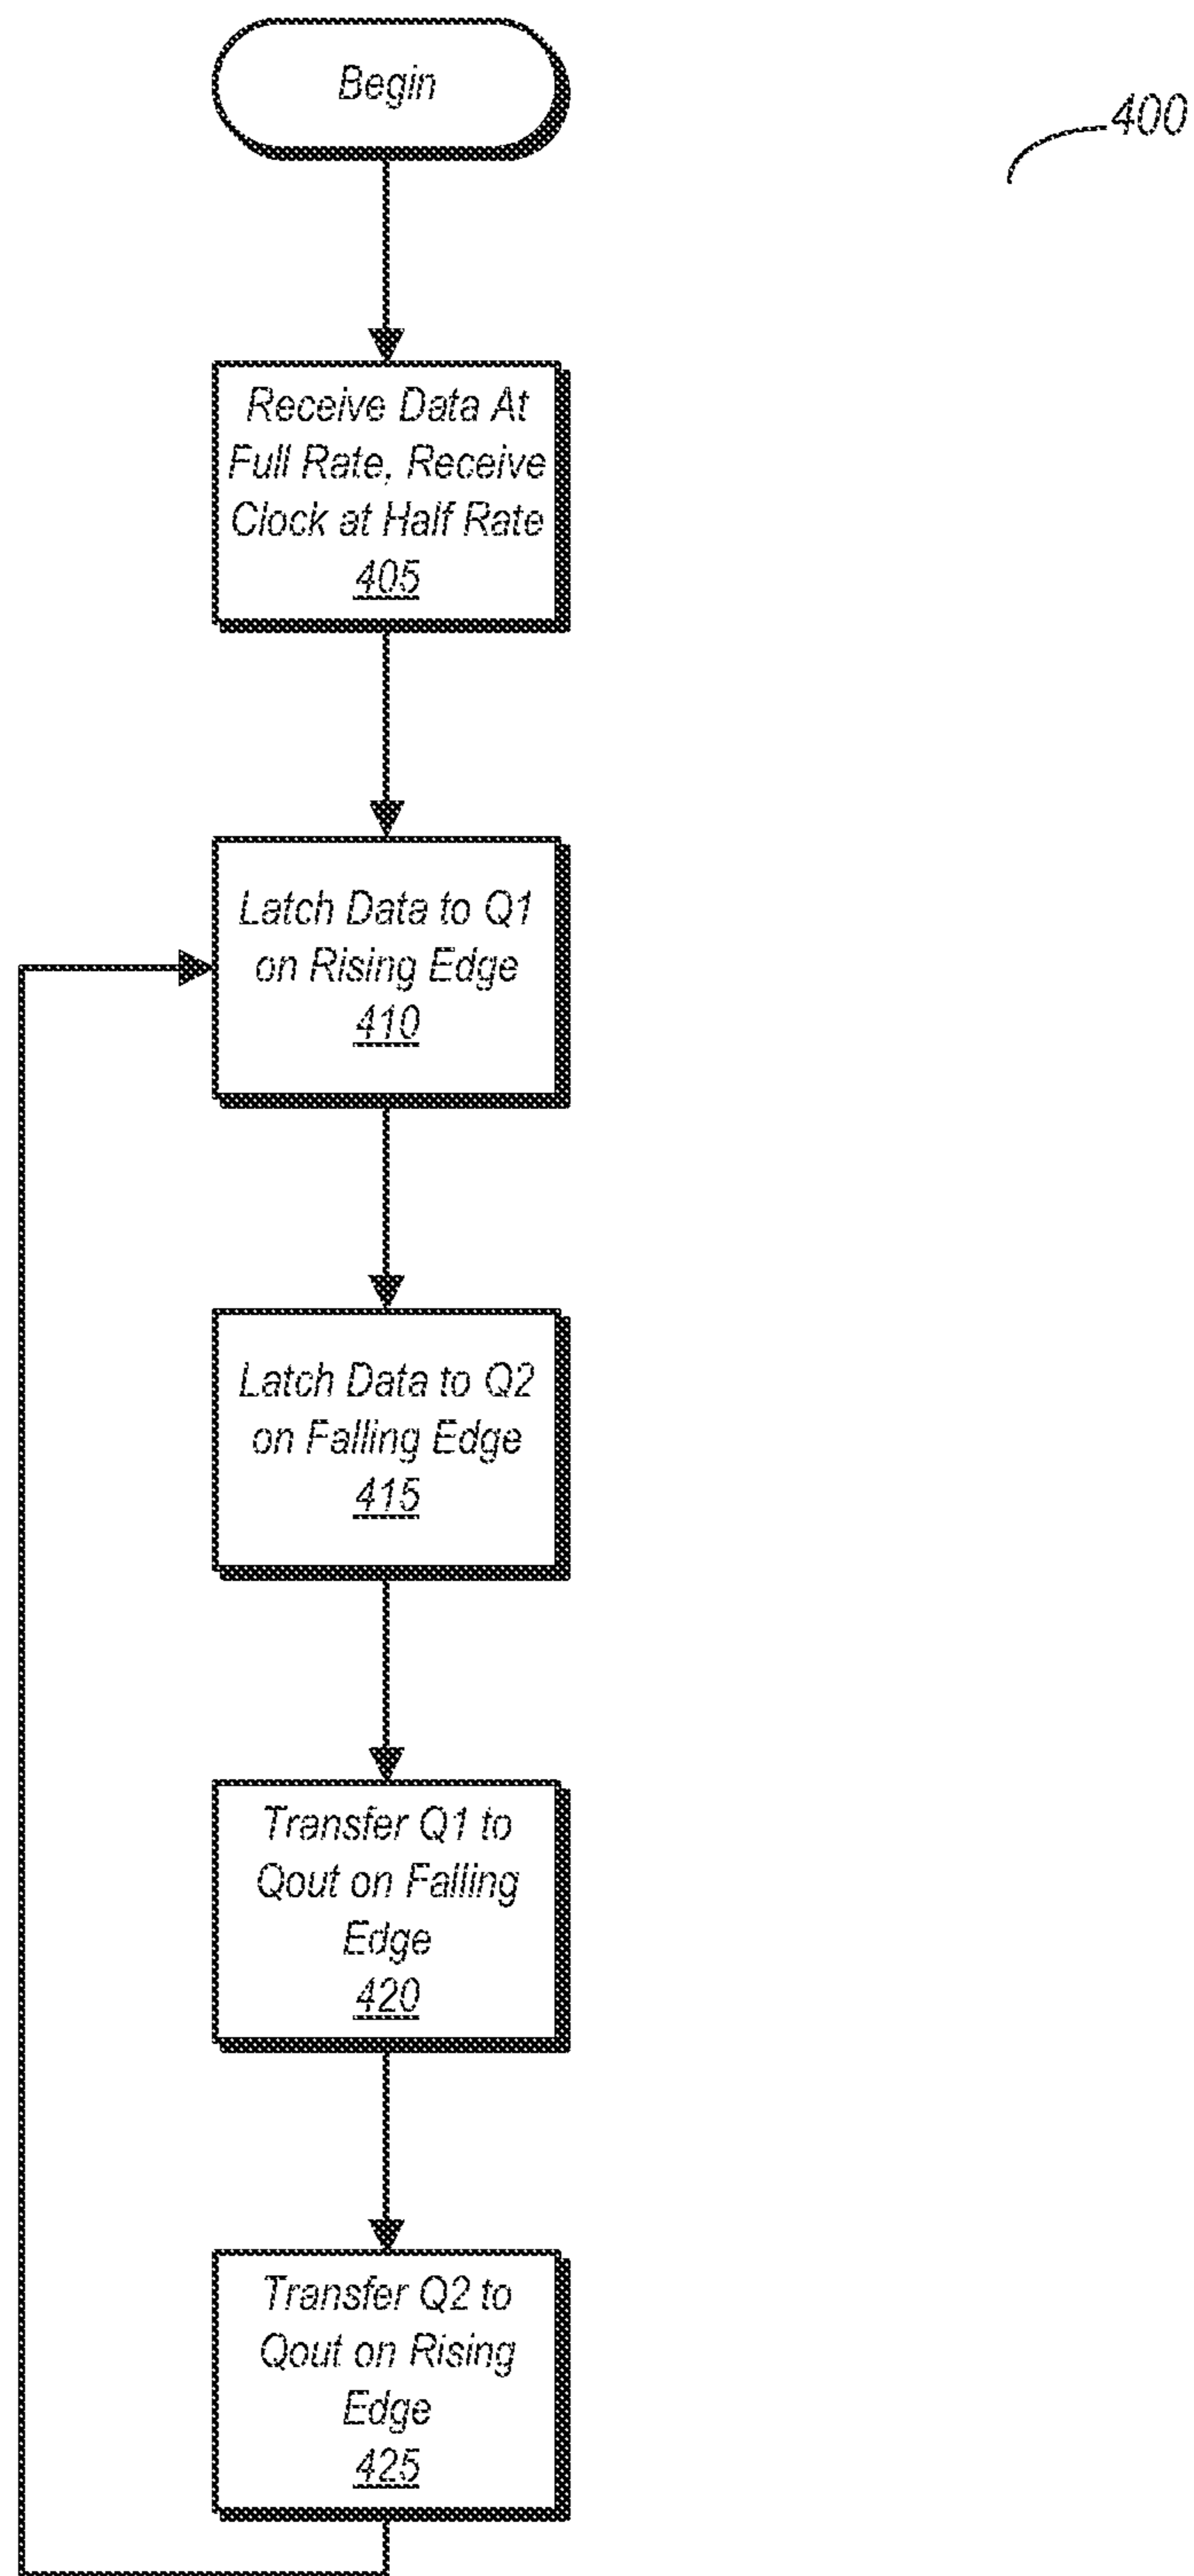 Begin
400
Receive Data At
Full Rate, Receive
Clock at Half Rate
405
Latch Data to Q1
on Rising Edge
410
Latch Data to Q2
on Falling Edge
415
Transfer Q1 to
Qout on Falling
Edge
420
Transfer Q2 to
Qout on Rising
Edge
425